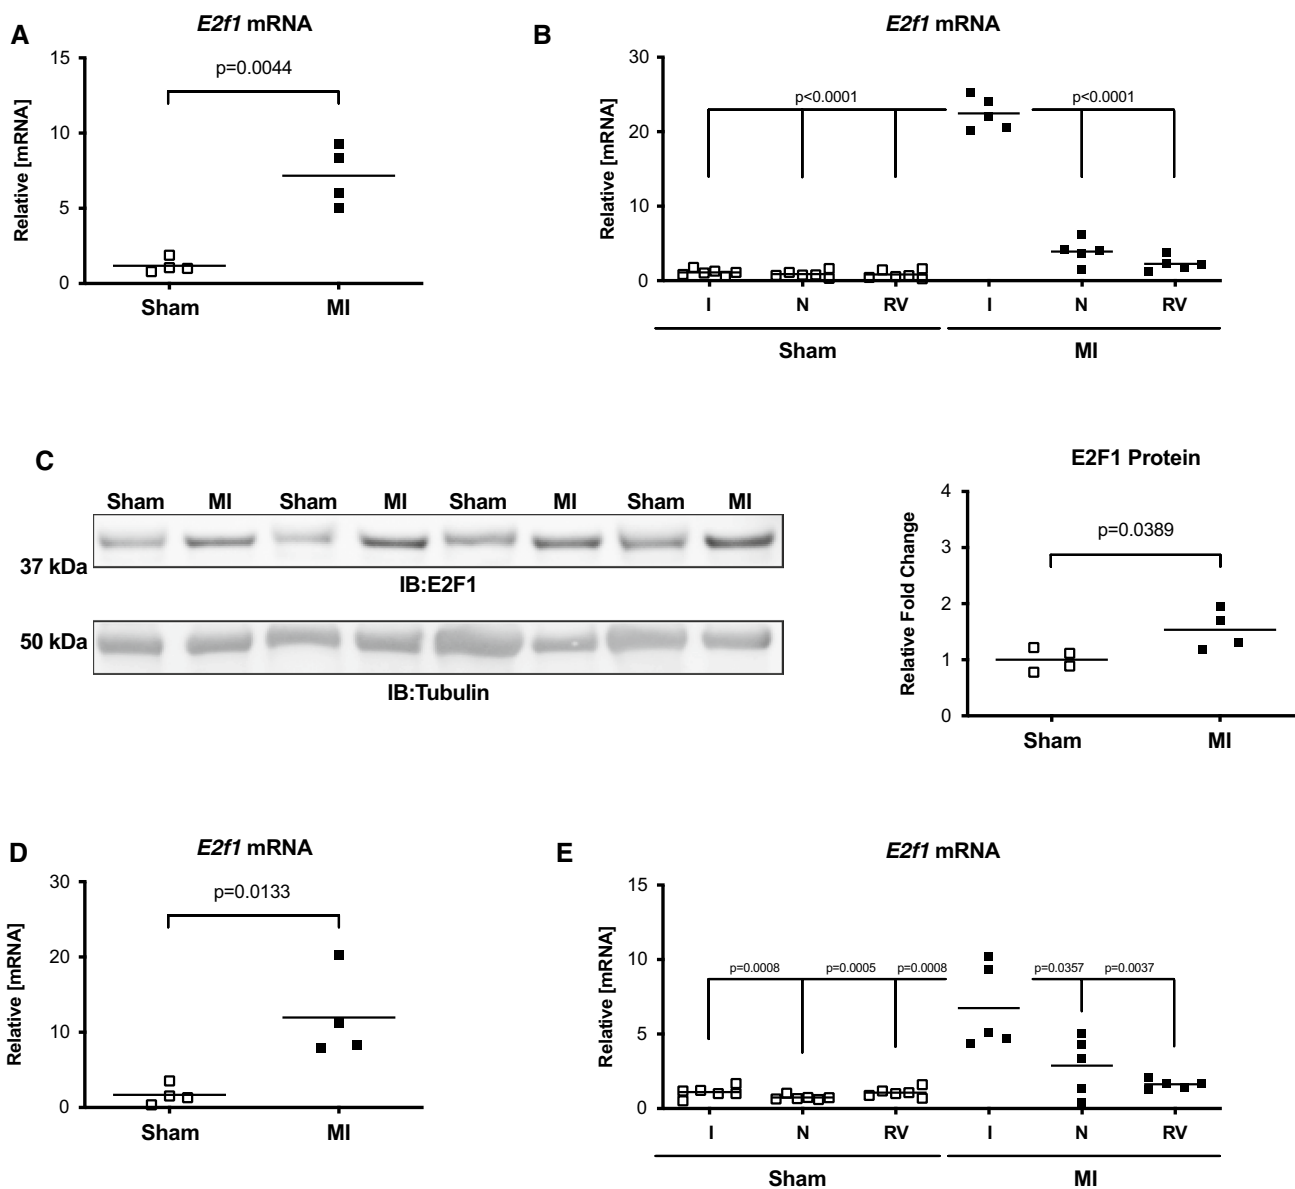 A
E2f1 mRNA
Relative [mRNA]
15
10
5
0
p=0.0044
Sham MI
B
E2f1 mRNA
Relative [mRNA]
30
20
10
0
p<0.0001 p<0.0001
I N RV I N RV
Sham MI
C
Sham MI Sham MI Sham MI Sham MI
37 kDa
IB:E2F1
50 kDa
IB:Tubulin
E2F1 Protein
Relative Fold Change
4
3
2
1
0
p=0.0389
Sham MI
D
E2f1 mRNA
Relative [mRNA]
30
20
10
0
p=0.0133
Sham MI
E
E2f1 mRNA
Relative [mRNA]
15
10
5
0
p=0.0008 p=0.0005 p=0.0008 p=0.0357 p=0.0037
I N RV I N RV
Sham MI